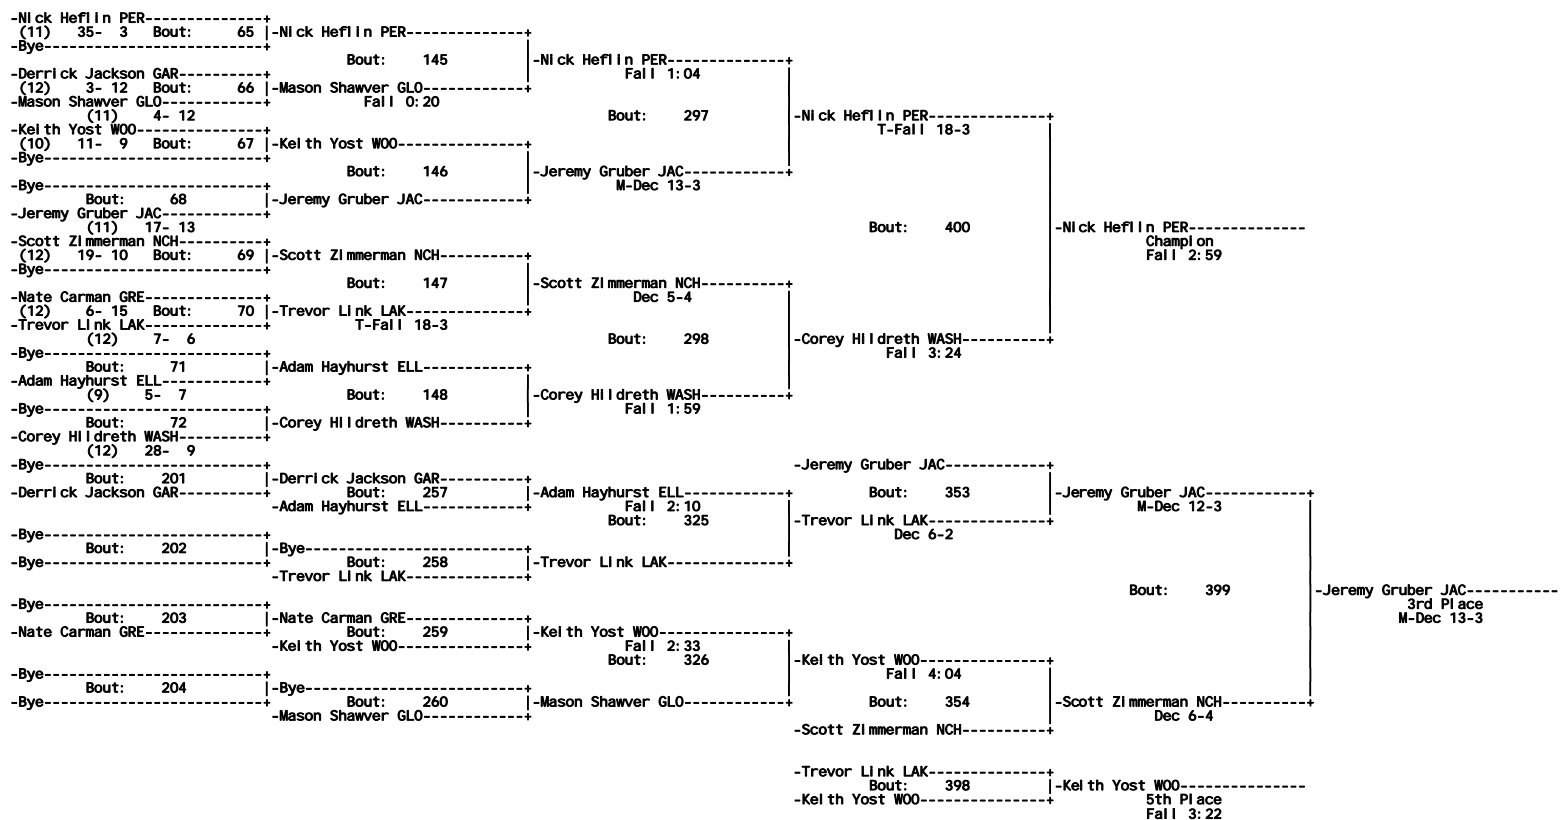 -Nick Heflin PER--------------+
(11)   35-  3   Bout:     65 |-Nick Heflin PER--------------+
-Bye--------------------------+
Bout:    145 |-Nick Heflin PER--------------+
-Derrick Jackson GAR----------+ Fall 1:04
(12)    3- 12   Bout:     66 |-Mason Shawver GLO------------+
-Mason Shawver GLO------------+ Fall 0:20
(11)    4- 12 Bout:    297 |-Nick Heflin PER--------------+
-Keith Yost WOO---------------+ T-Fall 18-3
(10)   11-  9   Bout:     67 |-Keith Yost WOO---------------+
-Bye--------------------------+
Bout:    146 |-Jeremy Gruber JAC------------+
-Bye--------------------------+ M-Dec 13-3
Bout:     68 |-Jeremy Gruber JAC------------+
-Jeremy Gruber JAC------------+
(11)   17- 13 Bout:    400 |-Nick Heflin PER--------------
-Scott Zimmerman NCH----------+ Champion
(12)   19- 10   Bout:     69 |-Scott Zimmerman NCH----------+ Fall 2:59
-Bye--------------------------+
Bout:    147 |-Scott Zimmerman NCH----------+
-Nate Carman GRE--------------+ Dec 5-4
(12)    6- 15   Bout:     70 |-Trevor Link LAK--------------+
-Trevor Link LAK--------------+ T-Fall 18-3
(12)    7-  6 Bout:    298 |-Corey Hildreth WASH----------+
-Bye--------------------------+ Fall 3:24
Bout:     71 |-Adam Hayhurst ELL------------+
-Adam Hayhurst ELL------------+
(9)    5-  7 Bout:    148 |-Corey Hildreth WASH----------+
-Bye--------------------------+ Fall 1:59
Bout:     72 |-Corey Hildreth WASH----------+
-Corey Hildreth WASH----------+
(12)   28-  9
-Bye--------------------------+ -Jeremy Gruber JAC------------+
Bout:    201 |-Derrick Jackson GAR----------+
-Derrick Jackson GAR----------+ Bout:    257 |-Adam Hayhurst ELL------------+ Bout:    353 |-Jeremy Gruber JAC------------+
-Adam Hayhurst ELL------------+ Fall 2:10 M-Dec 12-3
Bout:    325 |-Trevor Link LAK--------------+
-Bye--------------------------+ Dec 6-2
Bout:    202 |-Bye--------------------------+
-Bye--------------------------+ Bout:    258 |-Trevor Link LAK--------------+
-Trevor Link LAK--------------+
Bout:    399 |-Jeremy Gruber JAC-----------
-Bye--------------------------+ 3rd Place
Bout:    203 |-Nate Carman GRE--------------+ M-Dec 13-3
-Nate Carman GRE--------------+ Bout:    259 |-Keith Yost WOO---------------+
-Keith Yost WOO---------------+ Fall 2:33
Bout:    326 |-Keith Yost WOO---------------+
-Bye--------------------------+ Fall 4:04
Bout:    204 |-Bye--------------------------+
-Bye--------------------------+ Bout:    260 |-Mason Shawver GLO------------+ Bout:    354 |-Scott Zimmerman NCH----------+
-Mason Shawver GLO------------+ Dec 6-4
-Scott Zimmerman NCH----------+
-Trevor Link LAK--------------+
Bout:    398 |-Keith Yost WOO---------------
-Keith Yost WOO---------------+ 5th Place
Fall 3:22